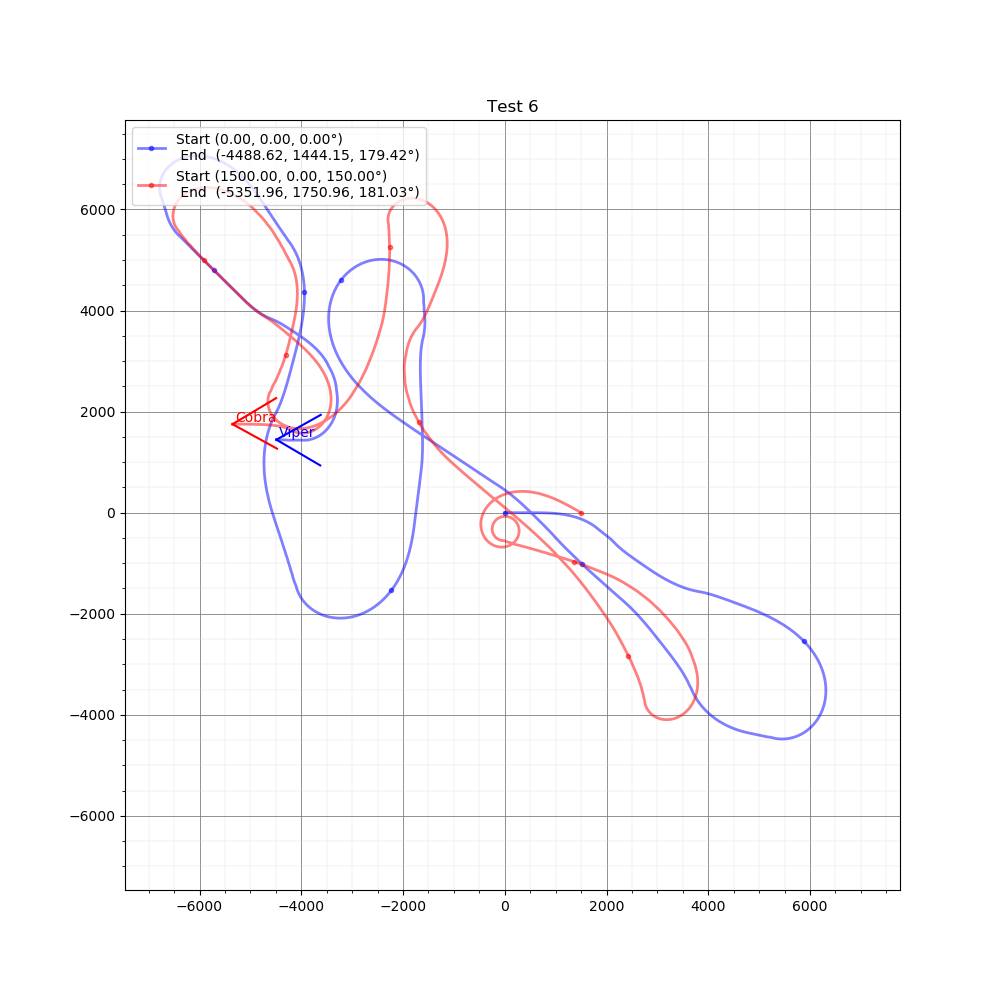 Test 6
Start (0.00, 0.00, 0.00°)
End (-4488.62, 1444.15, 179.42°)
Start (1500.00, 0.00, 150.00°)
End (-5351.96, 1750.96, 181.03°)
6000
4000
2000
0
−2000
−4000
−6000
Cobra
Viper
−6000 −4000 −2000 0 2000 4000 6000